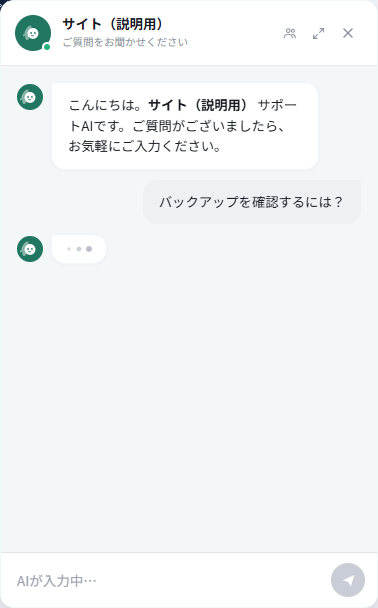 サイト（説明用）
ご質問をお聞かせください
こんにちは。サイト（説明用） サポー
トAIです。ご質問がございましたら、
お気軽にご入力ください。
バックアップを確認するには？
AIが入力中…